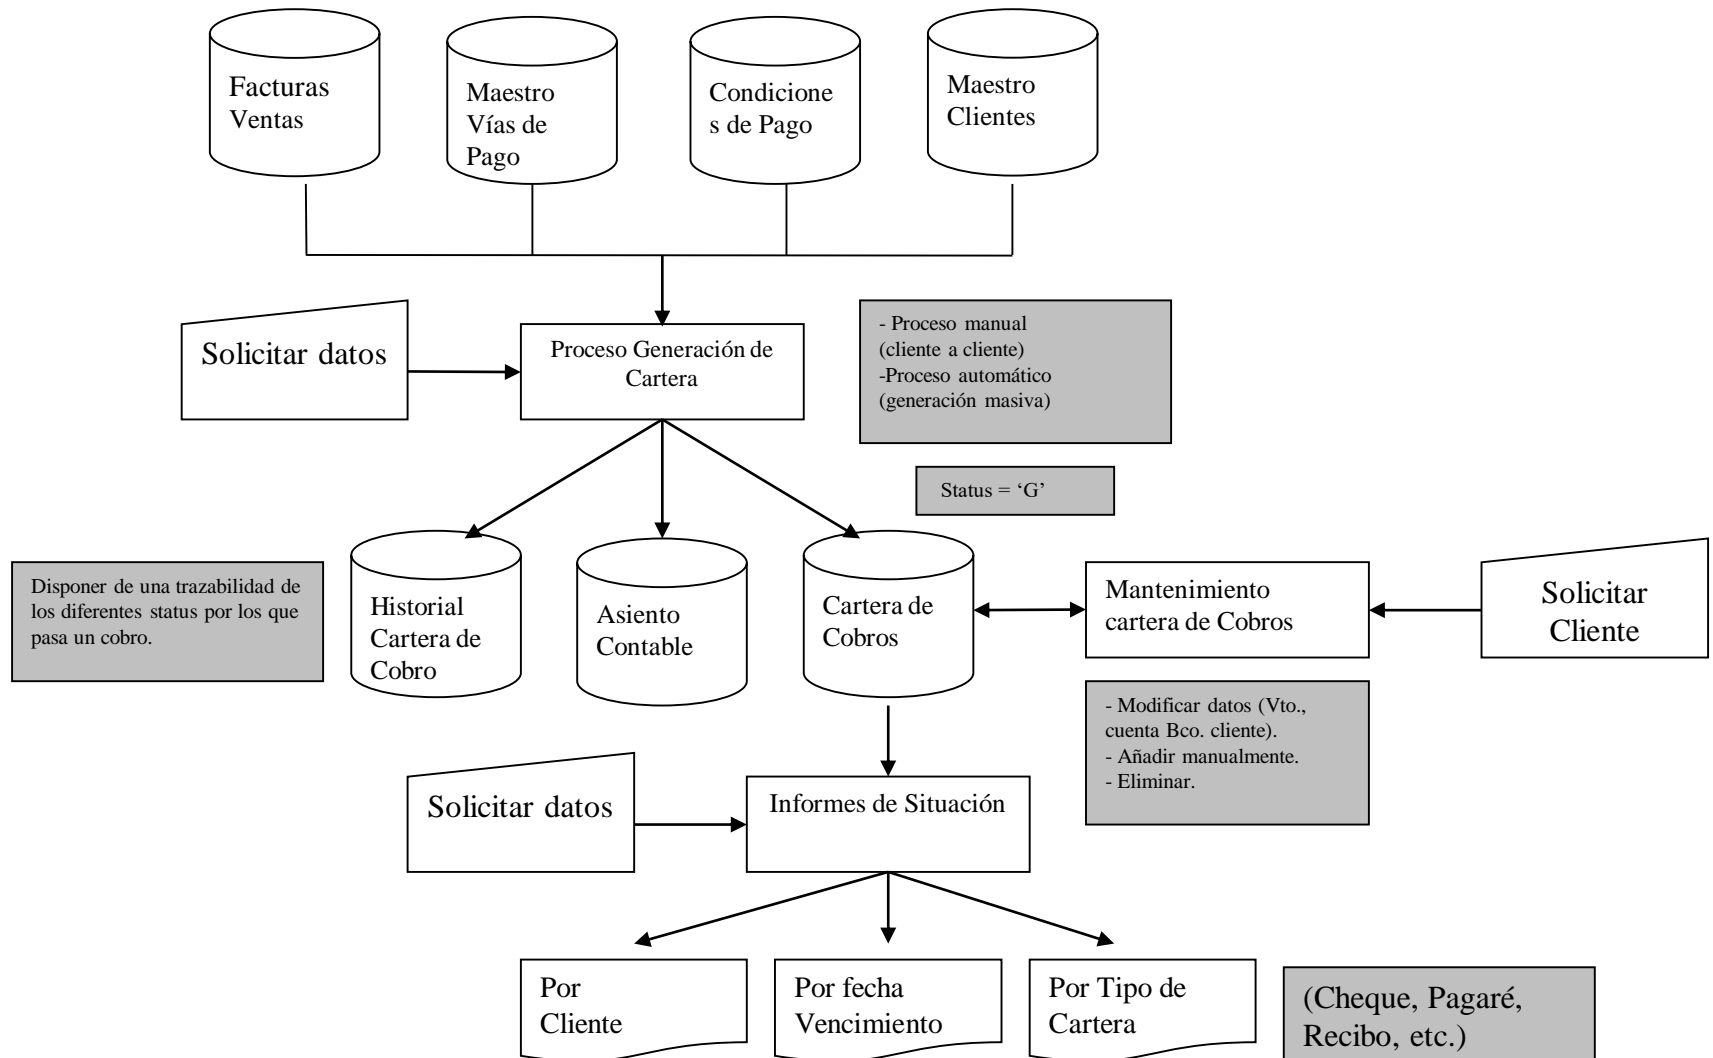 Facturas
Ventas
Maestro
Vías de
Pago
Condicione
s de Pago
Maestro
Clientes
Solicitar datos
Proceso Generación de
Cartera
- Proceso manual
(cliente a cliente)
-Proceso automático
(generación masiva)
Status = ‘G’
Disponer de una trazabilidad de
los diferentes status por los que
pasa un cobro.
Historial
Cartera de
Cobro
Asiento
Contable
Cartera de
Cobros
Mantenimiento
cartera de Cobros
Solicitar
Cliente
- Modificar datos (Vto.,
cuenta Bco. cliente).
- Añadir manualmente.
- Eliminar.
Solicitar datos
Informes de Situación
Por
Cliente
Por fecha
Vencimiento
Por Tipo de
Cartera
(Cheque, Pagaré,
Recibo, etc.)